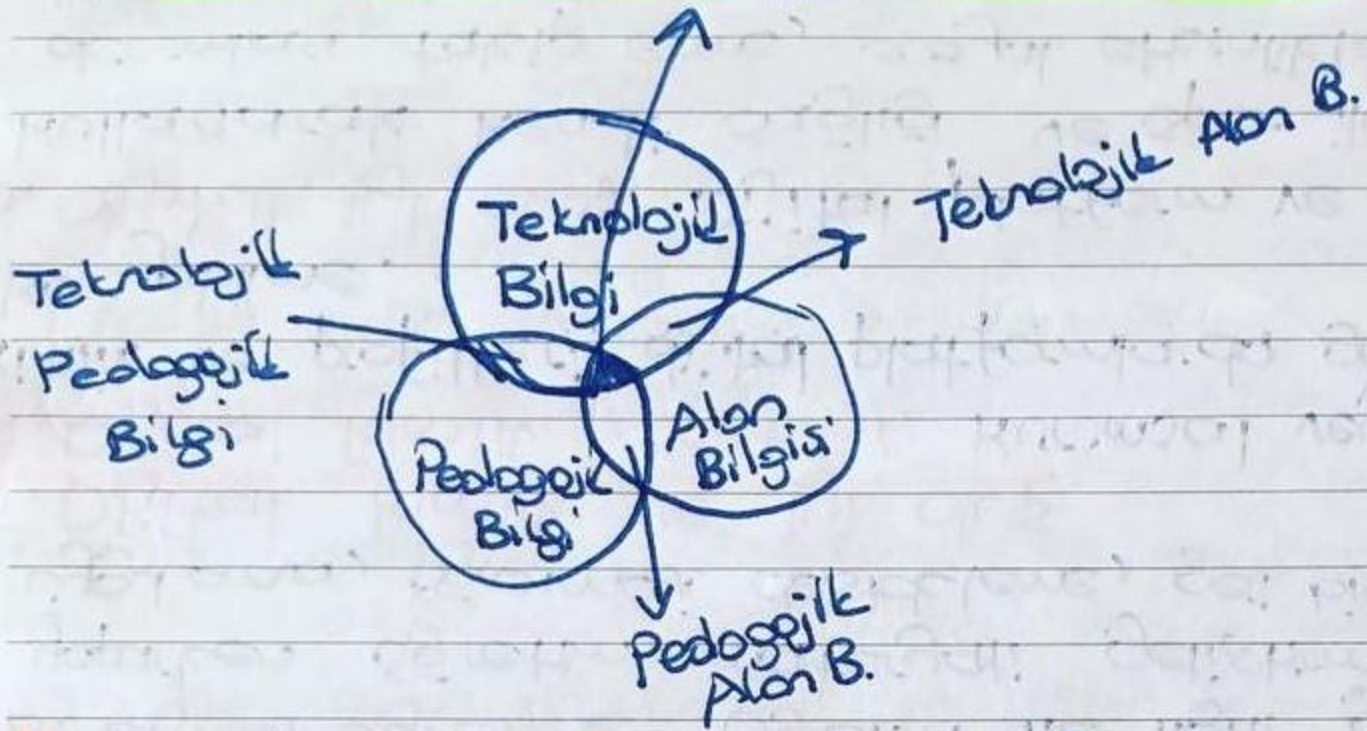 Teknolojik Alan B.
Teknolojik
Bilgi
Teknolojik
Pedagojik
Bilgi
Alan
Bilgisi
Pedagojik
Bilgi
Pedagojik
Alan B.